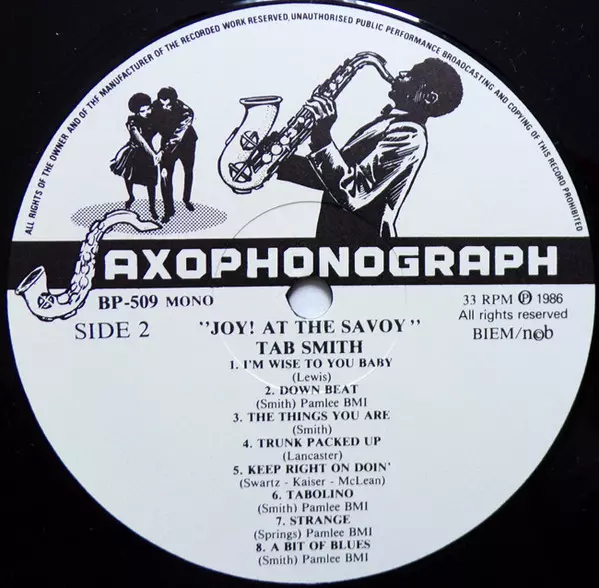 ALL RIGHTS OF THE OWNER AND OF THE MANUFACTURER OF THE RECORDED WORK RESERVED, UNAUTHORISED PUBLIC PERFORMANCE BROADCASTING AND COPYING OF THIS RECORD PROHIBITED
SAXOPHONOGRAPH
BP-509 MONO
33 RPM Ⓟ 1986
All rights reserved
SIDE 2
"JOY! AT THE SAVOY"
BIEM/ncb
TAB SMITH
1. I'M WISE TO YOU BABY
(Lewis)
2. DOWN BEAT
(Smith) Pamlee BMI
3. THE THINGS YOU ARE
(Smith)
4. TRUNK PACKED UP
(Lancaster)
5. KEEP RIGHT ON DOIN'
(Swartz - Kaiser - McLean)
6. TABOLINO
(Smith) Pamlee BMI
7. STRANGE
(Springs) Pamlee BMI
8. A BIT OF BLUES
(Smith) Pamlee BMI